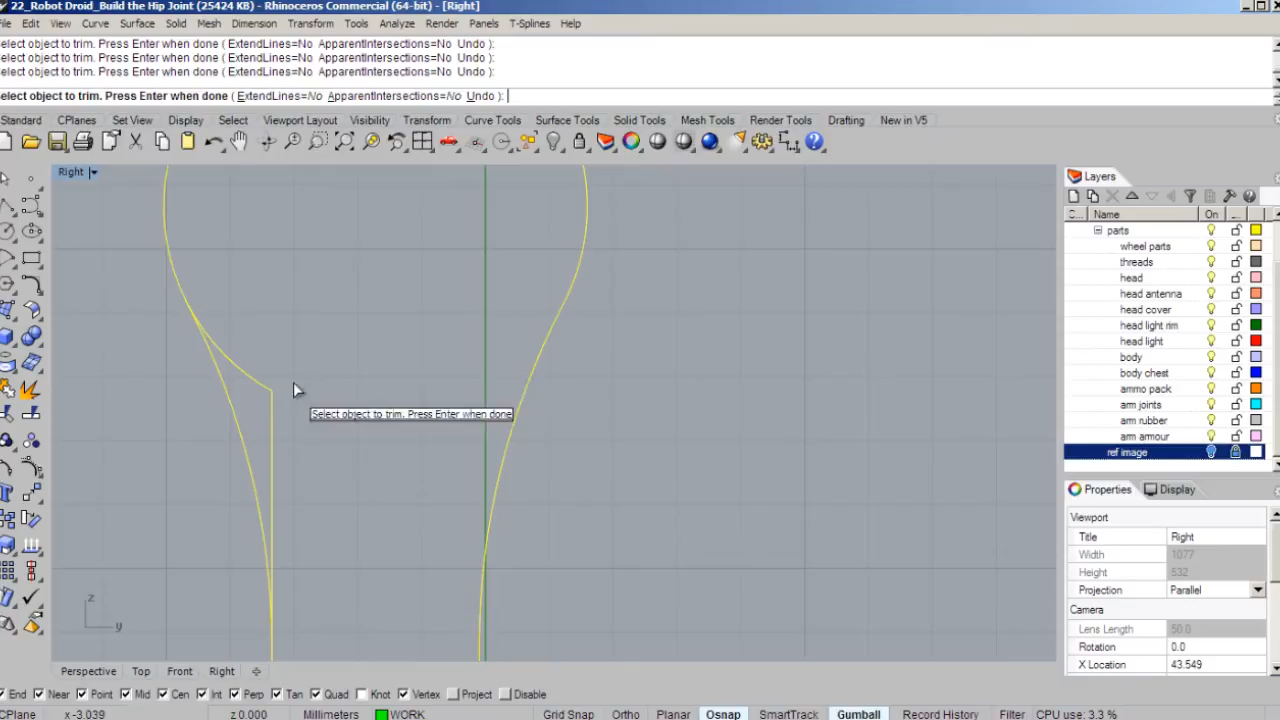 22_Robot Droid_Build the Hip Joint (25424 KB) - Rhinoceros Commercial (64-bit) - [Right]
File Edit View Curve Surface Solid Mesh Dimension Transform Tools Analyze Render Panels T-Splines Help
Select object to trim. Press Enter when done ( ExtendLines=No ApparentIntersections=No Undo ):
Select object to trim. Press Enter when done ( ExtendLines=No ApparentIntersections=No Undo ):
Select object to trim. Press Enter when done ( ExtendLines=No ApparentIntersections=No Undo ):
Select object to trim. Press Enter when done ( ExtendLines=No ApparentIntersections=No Undo ):
Standard CPlanes Set View Display Select Viewport Layout Visibility Transform Curve Tools Surface Tools Solid Tools Mesh Tools Render Tools Drafting New in V5
Right
Layers
C... Name On ...
parts
wheel parts
threads
head
head antenna
head cover
head light rim
head light
body
body chest
ammo pack
arm joints
arm rubber
arm armour
ref image
Select object to trim. Press Enter when done
Properties Display
Viewport
Title Right
Width 1077
Height 532
Projection Parallel
Camera
Lens Length 50.0
Rotation 0.0
X Location 43.549
z
y
Perspective Top Front Right
End Near Point Mid Cen Int Perp Tan Quad Knot Vertex Project Disable
CPlane x -3.039 z 0.000 Millimeters WORK Grid Snap Ortho Planar Osnap SmartTrack Gumball Record History Filter CPU use: 3.3 %